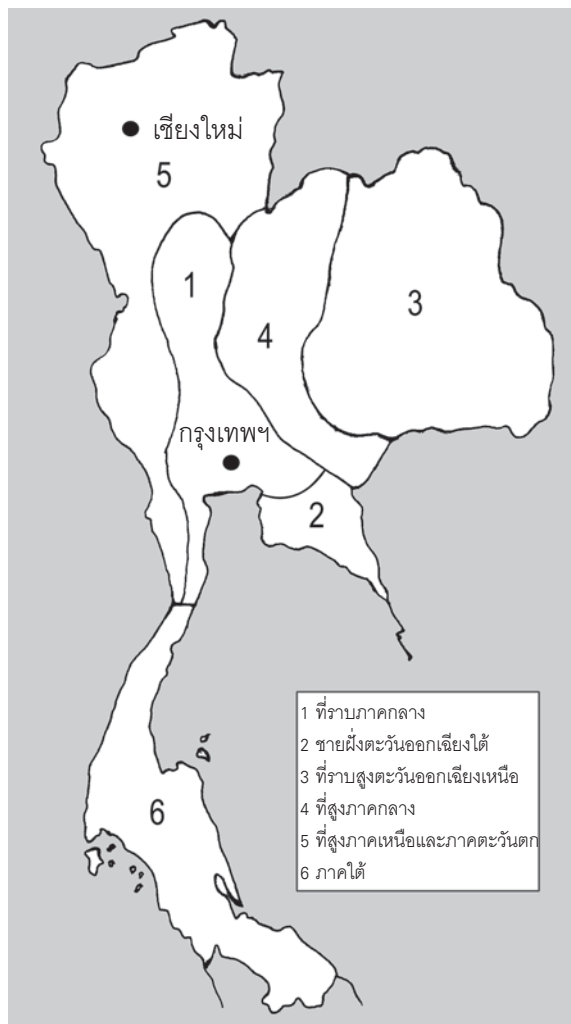 เชียงใหม่
5
1
3
4
กรุงเทพฯ
2
6
1 ที่ราบภาคกลาง
2 ชายฝั่งตะวันออกเฉียงใต้
3 ที่ราบสูงตะวันออกเฉียงเหนือ
4 ที่สูงภาคกลาง
5 ที่สูงภาคเหนือและภาคตะวันตก
6 ภาคใต้